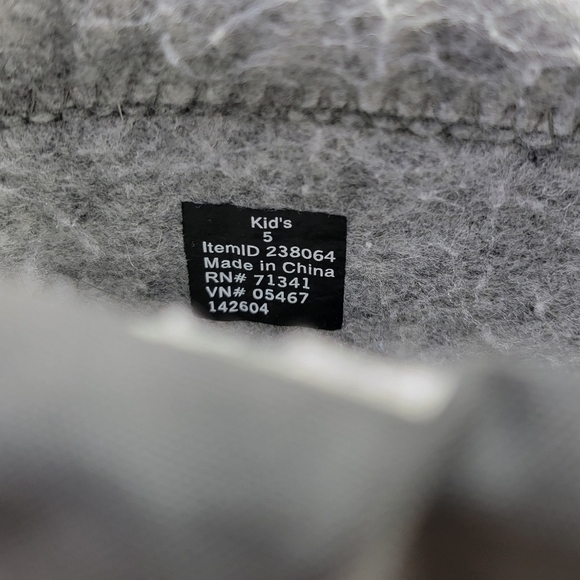 Kid's
5
ItemID 238064
Made in China
RN# 71341
VN# 05467
142604